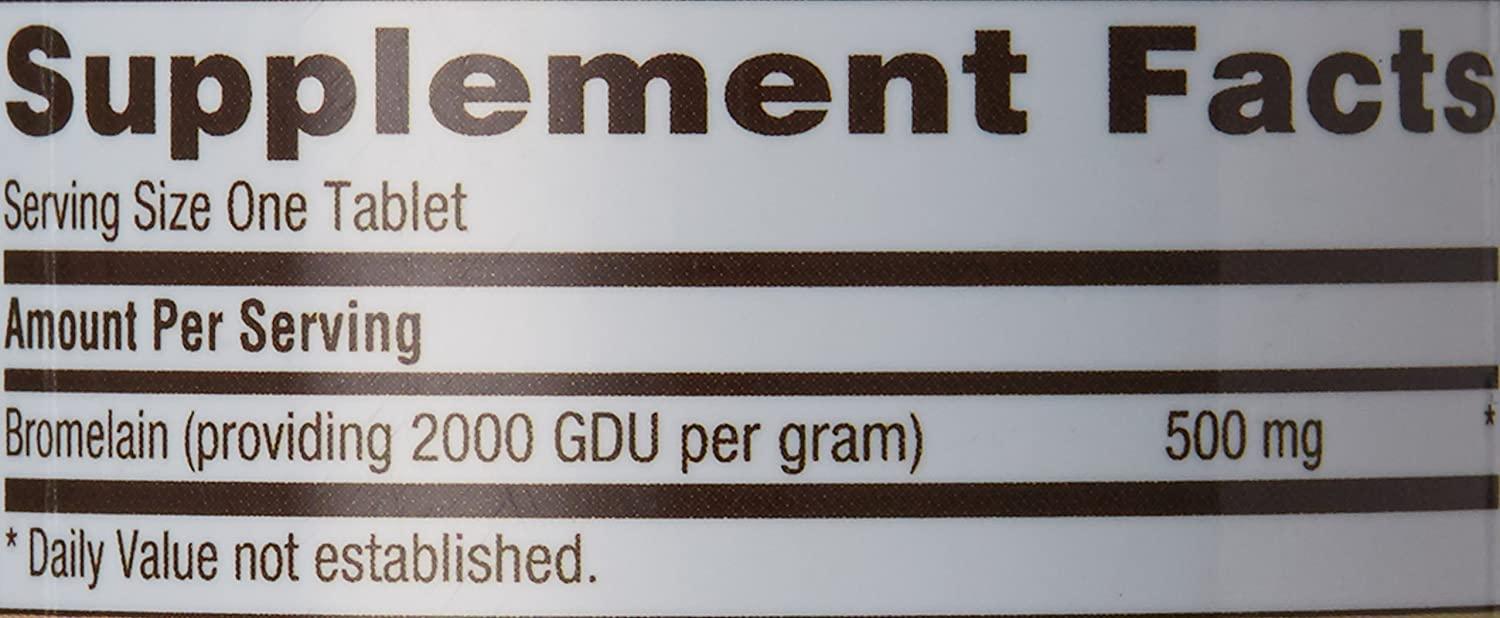 Supplement Facts
Serving Size One Tablet
Amount Per Serving
Bromelain (providing 2000 GDU per gram) 500 mg *
* Daily Value not established.